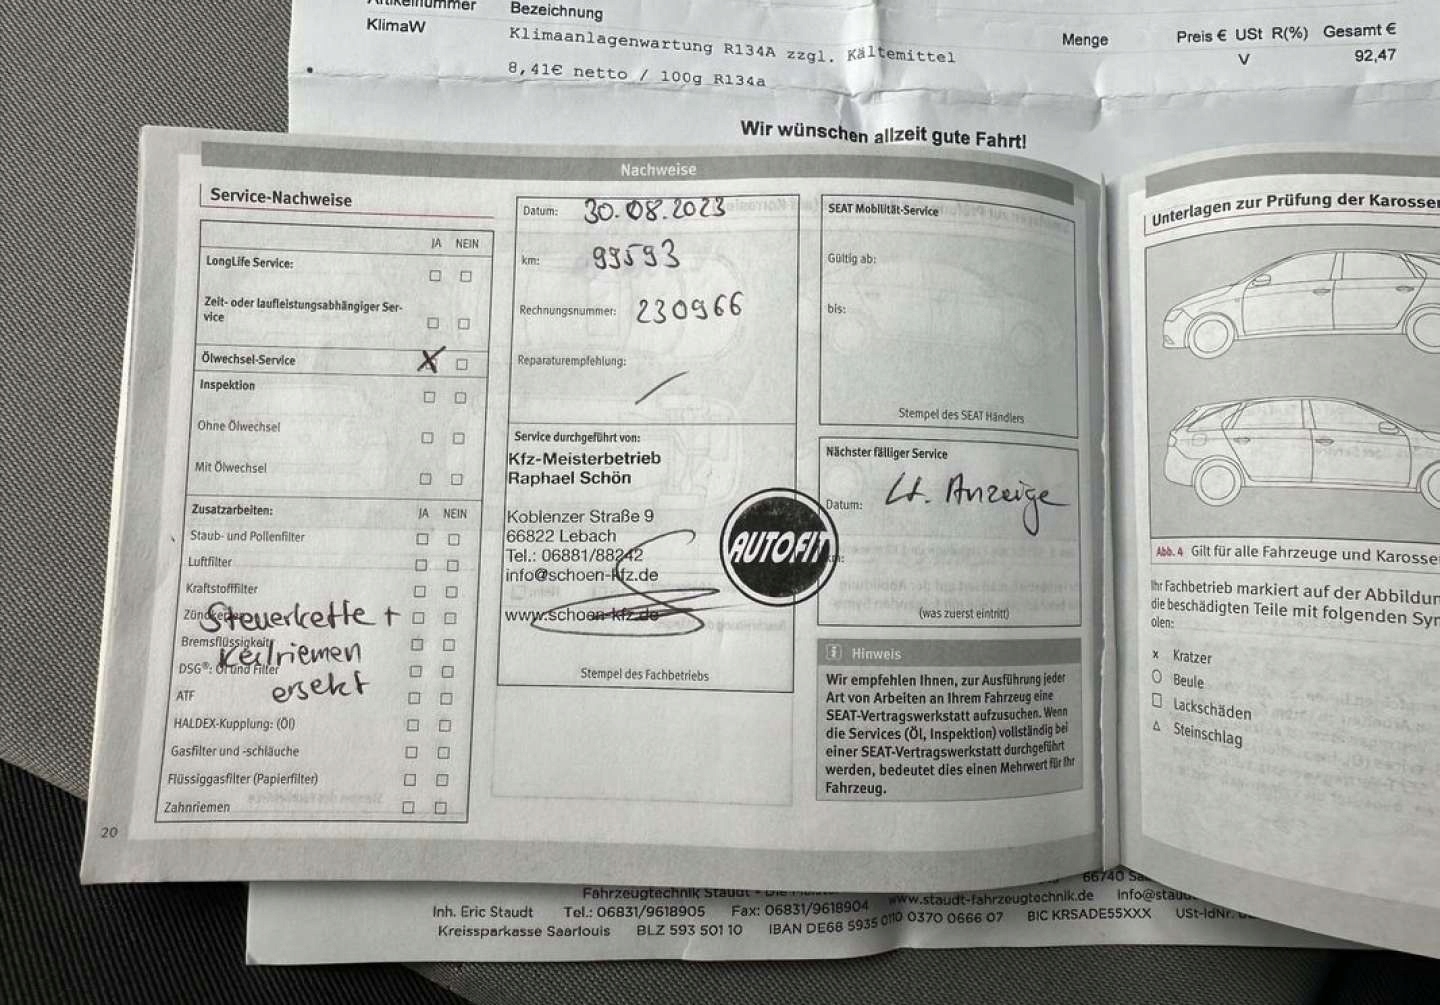 Artikelnummer Bezeichnung
Menge Preis € USt R(%) Gesamt €
KlimaW Klimaanlagenwartung R134A zzgl. Kältemittel V 92,47
8,41€ netto / 100g R134a
Wir wünschen allzeit gute Fahrt!
Nachweise
Service-Nachweise
JA NEIN
LongLife Service:
Zeit- oder laufleistungsabhängiger Ser-
vice
Ölwechsel-Service X
Inspektion
Ohne Ölwechsel
Mit Ölwechsel
Zusatzarbeiten: JA NEIN
Staub- und Pollenfilter
Luftfilter
Kraftstofffilter
Steuerkette +
Bremsflüssigkeit
Keilriemen
DSG®: Öl und Filter
ersetzt
ATF
HALDEX-Kupplung: (Öl)
Gasfilter und -schläuche
Flüssiggasfilter (Papierfilter)
Zahnriemen
20
Datum: 30.08.2023
km: 99593
Rechnungsnummer: 230966
Reparaturempfehlung:
Service durchgeführt von:
Kfz-Meisterbetrieb
Raphael Schön
Koblenzer Straße 9
66822 Lebach
Tel.: 06881/88242
info@schoen-kfz.de
www.schoen-kfz.de
AUTOFIT
Stempel des Fachbetriebs
SEAT Mobilität-Service
Gültig ab:
bis:
Stempel des SEAT Händlers
Nächster fälliger Service
Datum: Lt. Anzeige
km:
(was zuerst eintritt)
i Hinweis
Wir empfehlen Ihnen, zur Ausführung jeder
Art von Arbeiten an Ihrem Fahrzeug eine
SEAT-Vertragswerkstatt aufzusuchen. Wenn
die Services (Öl, Inspektion) vollständig bei
einer SEAT-Vertragswerkstatt durchgeführt
werden, bedeutet dies einen Mehrwert für Ihr
Fahrzeug.
Unterlagen zur Prüfung der Karosser
Abb. 4 Gilt für alle Fahrzeuge und Karosse
Ihr Fachbetrieb markiert auf der Abbildun
die beschädigten Teile mit folgenden Sym
olen:
x Kratzer
Beule
Lackschäden
Steinschlag
Fahrzeugtechnik Staudt - 66740
Inh. Eric Staudt Tel.: 06831/9618905 Fax: 06831/9618904 www.staudt-fahrzeugtechnik.de info@staud
Kreissparkasse Saarlouis BLZ 593 501 10 IBAN DE68 5935 0110 0370 0666 07 BIC KRSADE55XXX USt-IdNr.